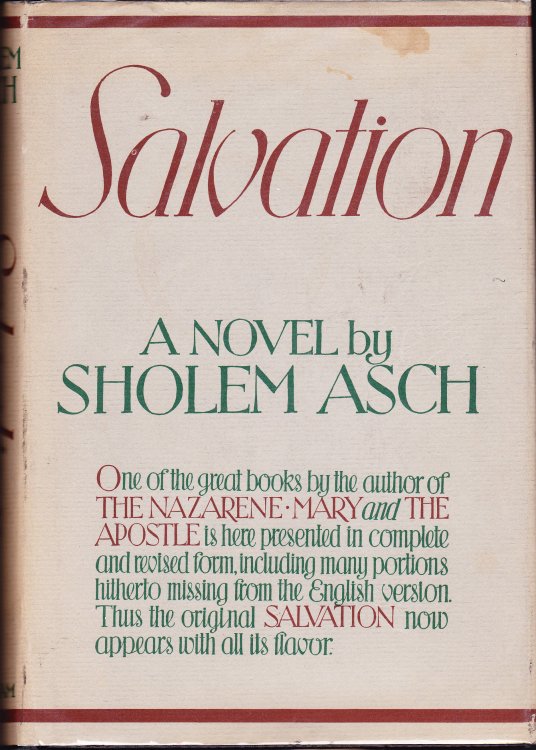 Salvation
A NOVEL by
SHOLEM ASCH
One of the great books by the author of
THE NAZARENE · MARY and THE
APOSTLE is here presented in complete
and revised form, including many portions
hitherto missing from the English version.
Thus the original SALVATION now
appears with all its flavor.